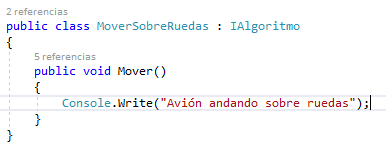 2 referencias
public class MoverSobreRuedas : IAlgoritmo
{
5 referencias
public void Mover()
{
Console.Write("Avión andando sobre ruedas");
}
}